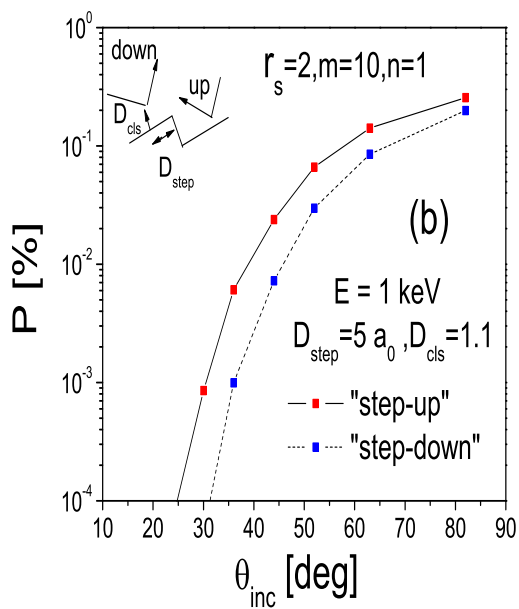 down
up
D_cls
D_step
r_s=2,m=10,n=1
(b)
E = 1 keV
D_step=5 a_0 ,D_cls=1.1
"step-up"
"step-down"
P [%]
10^0
10^-1
10^-2
10^-3
10^-4
10 20 30 40 50 60 70 80 90
θ_inc [deg]